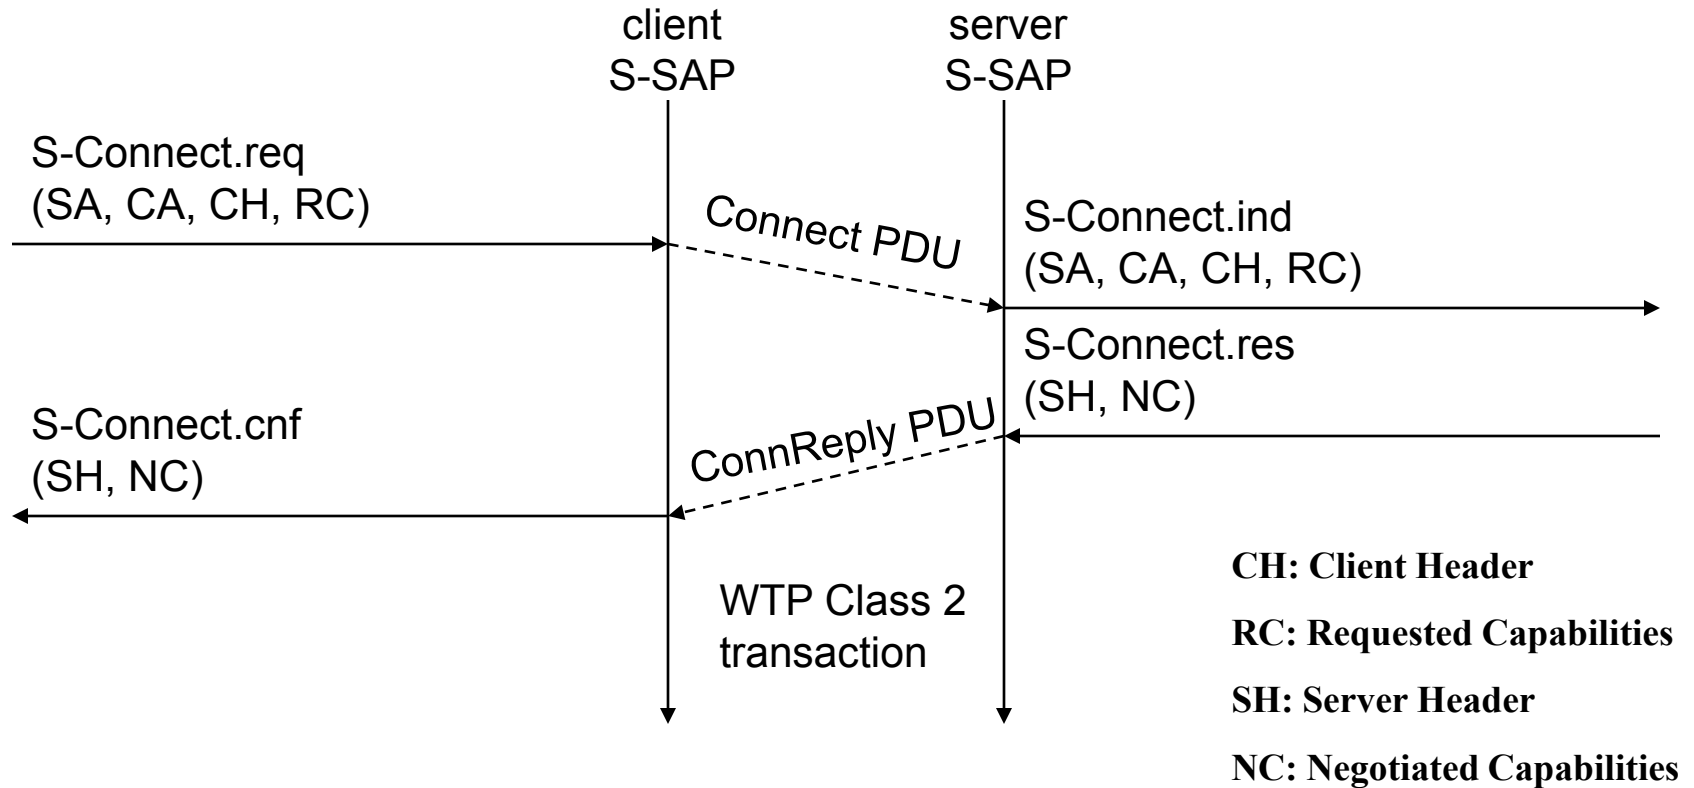 client
S-SAP
server
S-SAP
S-Connect.req
(SA, CA, CH, RC)
Connect PDU
S-Connect.ind
(SA, CA, CH, RC)
S-Connect.res
(SH, NC)
ConnReply PDU
S-Connect.cnf
(SH, NC)
WTP Class 2
transaction
CH: Client Header
RC: Requested Capabilities
SH: Server Header
NC: Negotiated Capabilities